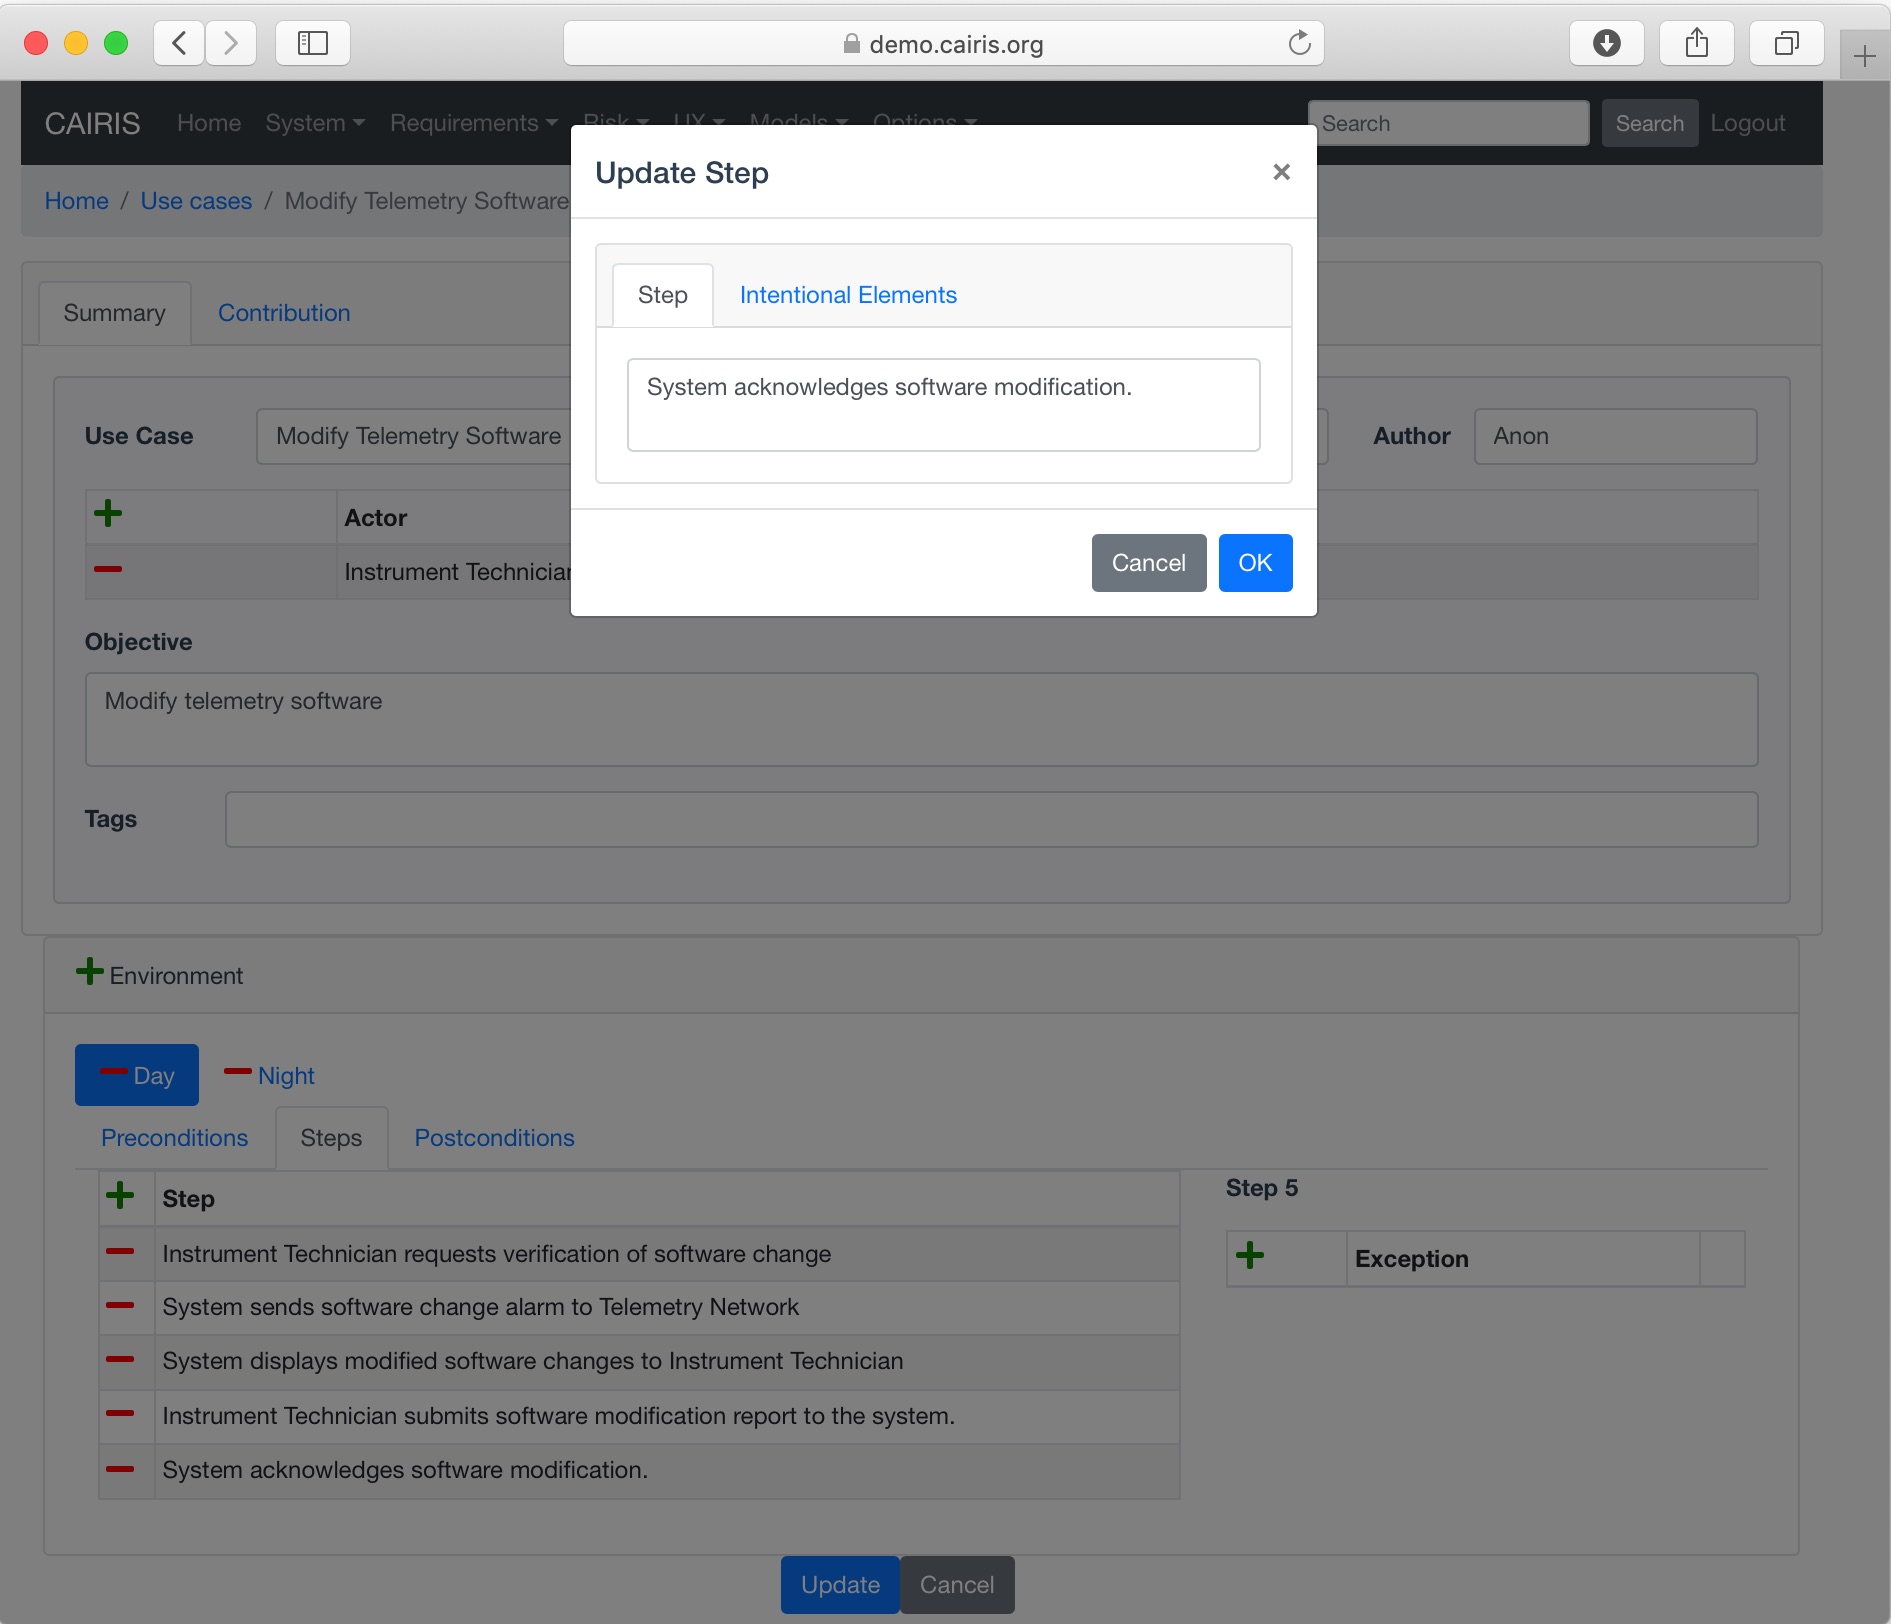 demo.cairis.org
CAIRIS Home System Requirements Risk UX Models Options Search Search Logout
Update Step ×
Home / Use cases / Modify Telemetry Software
Step Intentional Elements
Summary Contribution
System acknowledges software modification.
Use Case Modify Telemetry Software Author Anon
Actor
Cancel OK
Instrument Technician
Objective
Modify telemetry software
Tags
Environment
Day Night
Preconditions Steps Postconditions
Step
Step 5
Instrument Technician requests verification of software change
Exception
System sends software change alarm to Telemetry Network
System displays modified software changes to Instrument Technician
Instrument Technician submits software modification report to the system.
System acknowledges software modification.
Update Cancel